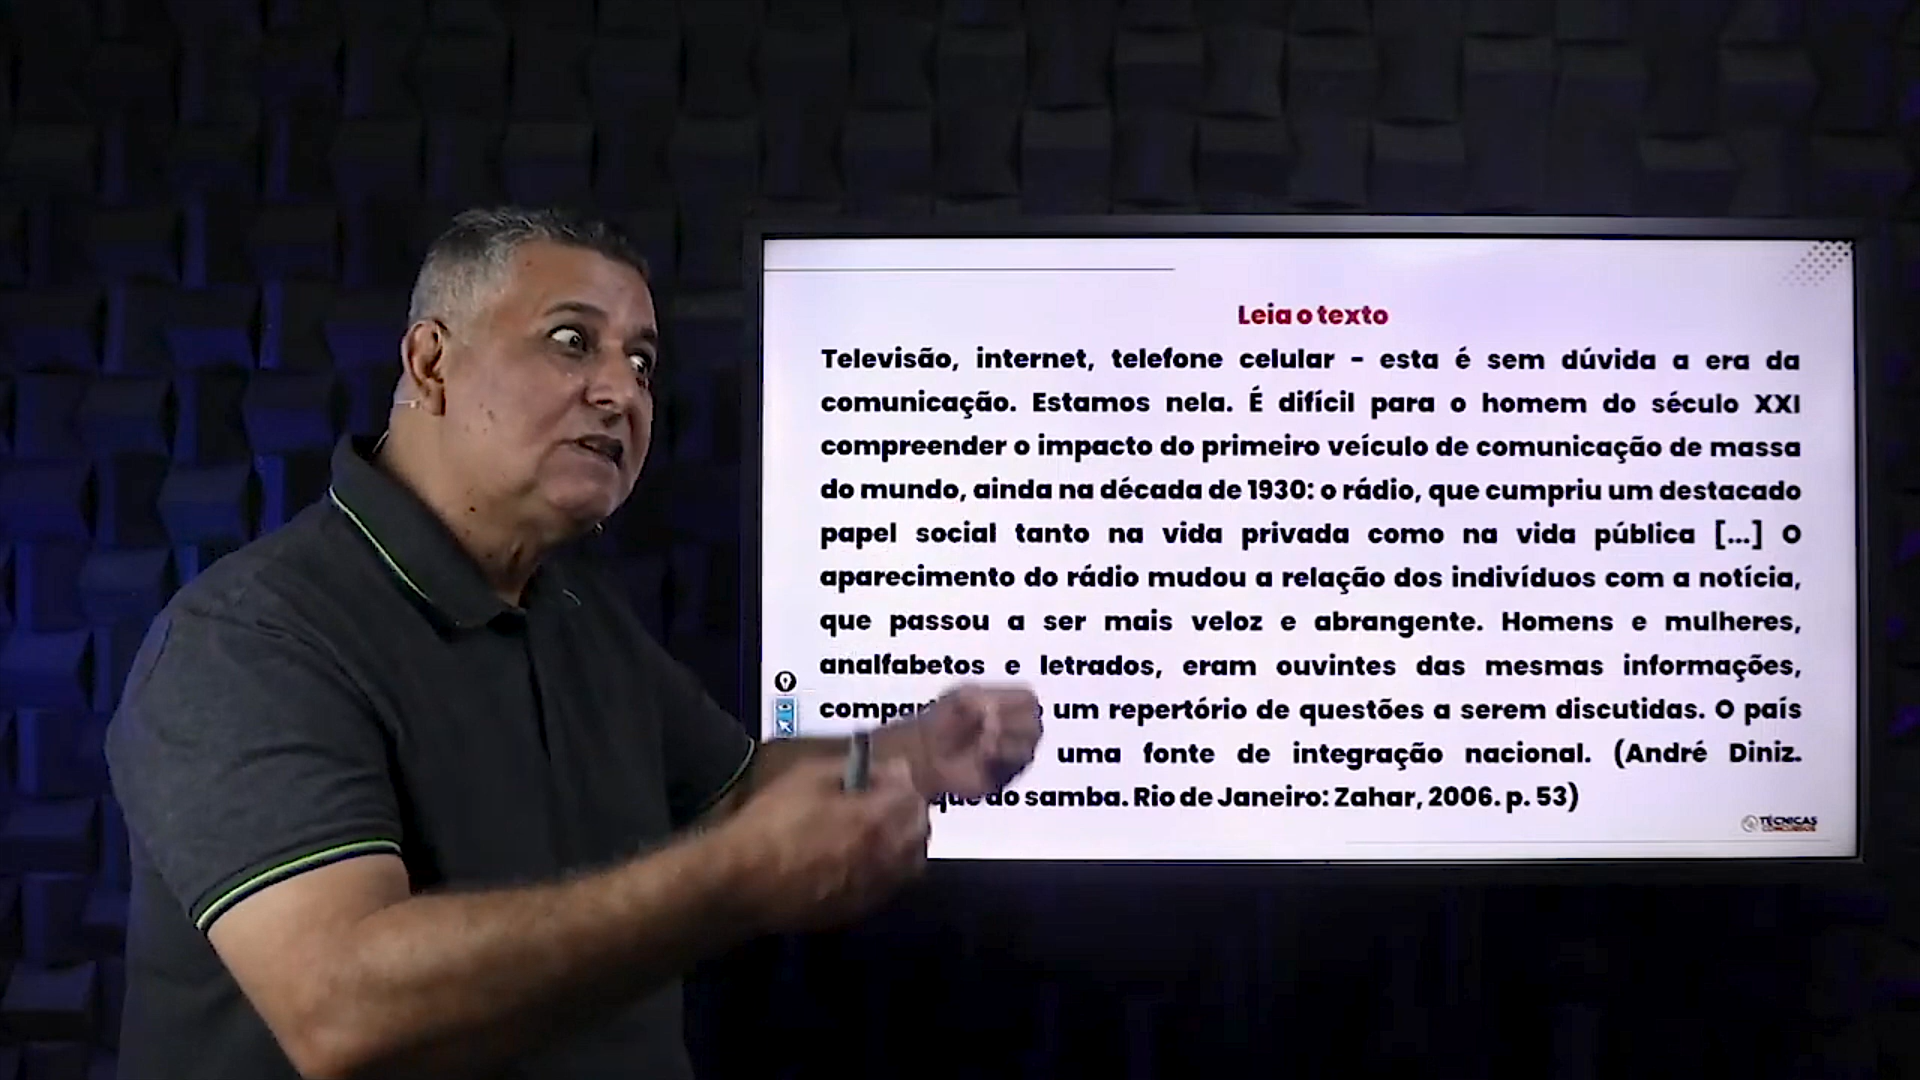 Leia o texto
Televisão, internet, telefone celular - esta é sem dúvida a era da
comunicação. Estamos nela. É difícil para o homem do século XXI
compreender o impacto do primeiro veículo de comunicação de massa
do mundo, ainda na década de 1930: o rádio, que cumpriu um destacado
papel social tanto na vida privada como na vida pública [...] O
aparecimento do rádio mudou a relação dos indivíduos com a notícia,
que passou a ser mais veloz e abrangente. Homens e mulheres,
analfabetos e letrados, eram ouvintes das mesmas informações,
um repertório de questões a serem discutidas. O país
uma fonte de integração nacional. (André Diniz.
do samba. Rio de Janeiro: Zahar, 2006. p. 53)
TÉCNICAS
CONCURSOS